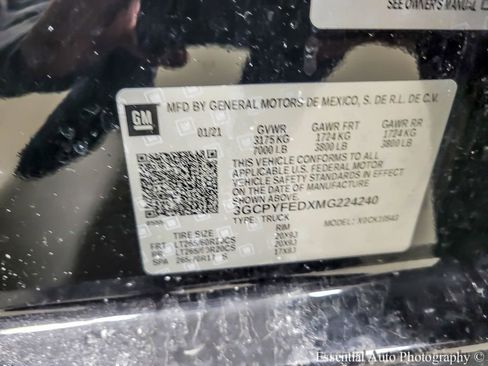 SEE OWNER'S MANUAL
MFD BY GENERAL MOTORS DE MEXICO, S. DE R.L. DE C.V.
GM
01/21 GVWR GAWR FRT GAWR RR
3175 KG 1724 KG 1724 KG
7000 LB 3800 LB 3800 LB
THIS VEHICLE CONFORMS TO ALL
APPLICABLE U.S. FEDERAL MOTOR
VEHICLE SAFETY STANDARDS IN EFFECT
ON THE DATE OF MANUFACTURE
SHOWN ABOVE.
3GCPYFEDXMG224240
TYPE: TRUCK MODEL:
TIRE SIZE RIM
FRT 20X9J
RR 20X9J
SPA 17X8J
Essential Auto Photography ©